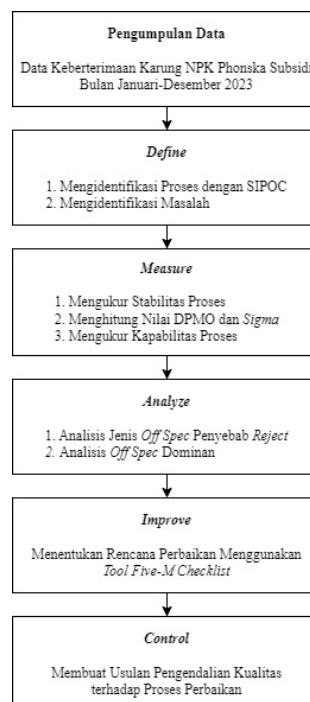 Pengumpulan Data
Data Keberterimaan Karung NPK Phonska Subsidi
Bulan Januari-Desember 2023
Define
1. Mengidentifikasi Proses dengan SIPOC
2. Mengidentifikasi Masalah
Measure
1. Mengukur Stabilitas Proses
2. Menghitung Nilai DPMO dan Sigma
3. Mengukur Kapabilitas Proses
Analyze
1. Analisis Jenis Off Spec Penyebab Reject
2. Analisis Off Spec Dominan
Improve
Menentukan Rencana Perbaikan Menggunakan
Tool Five-M Checklist
Control
Membuat Usulan Pengendalian Kualitas
terhadap Proses Perbaikan